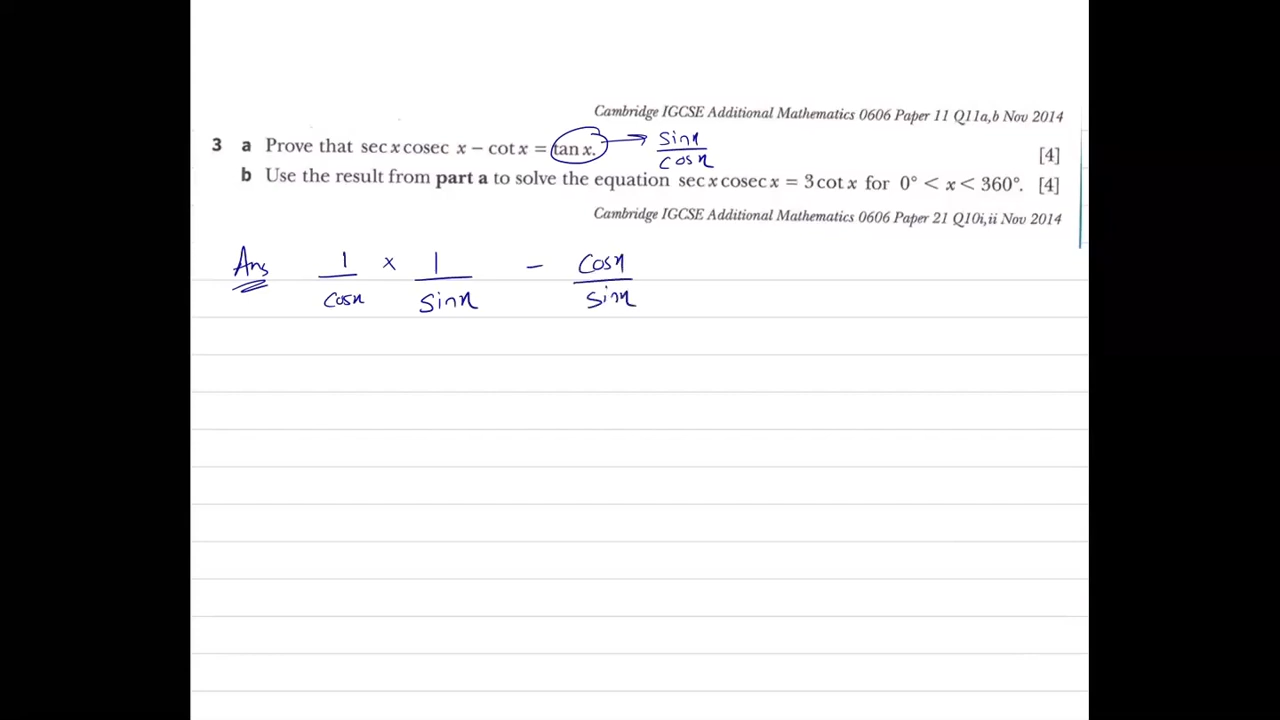 Cambridge IGCSE Additional Mathematics 0606 Paper 11 Q11a,b Nov 2014
3 a Prove that sec x cosec x − cot x = tan x. → sinx/cosx [4]
b Use the result from part a to solve the equation sec x cosec x = 3 cot x for 0° < x < 360°. [4]
Cambridge IGCSE Additional Mathematics 0606 Paper 21 Q10i,ii Nov 2014
Ans 1/cosx × 1/sinx − cosx/sinx